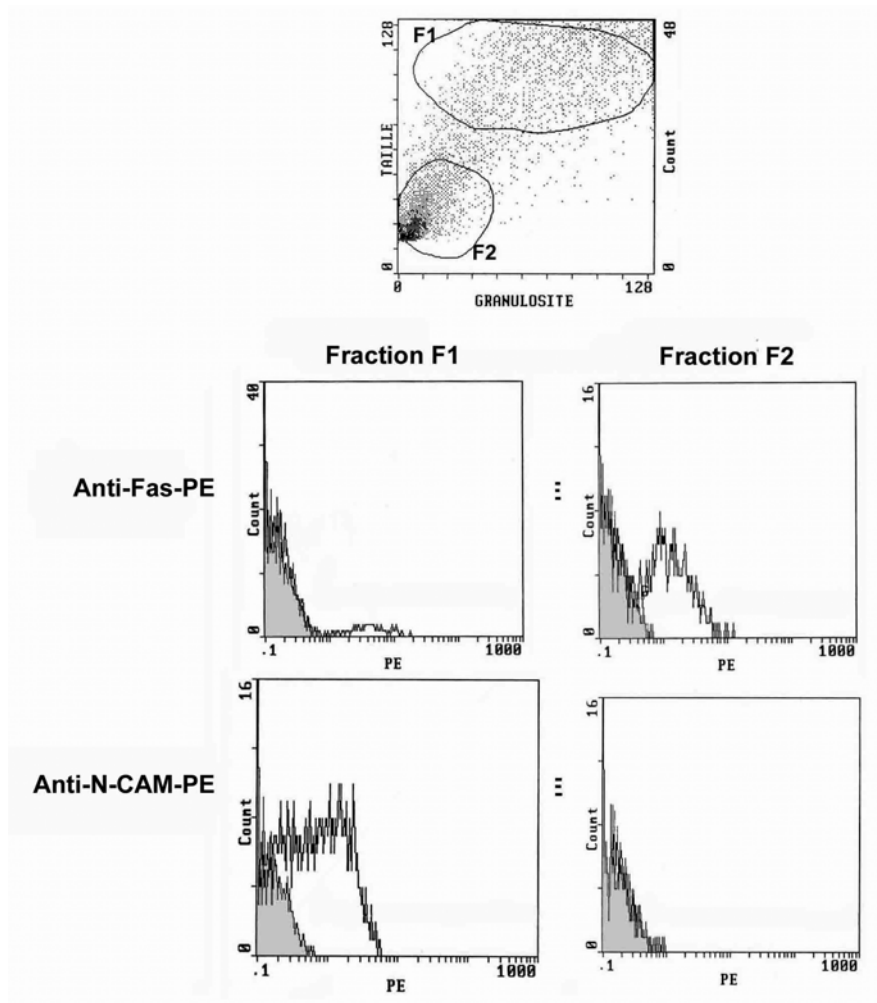 128
F1
48
TAILLE
Count
F2
0
0
0
128
GRANULOSITE
Fraction F1
Fraction F2
40
16
Anti-Fas-PE
Count
Count
0
0
.1
1000
.1
1000
PE
PE
16
16
Anti-N-CAM-PE
Count
Count
0
0
.1
1000
.1
1000
PE
PE